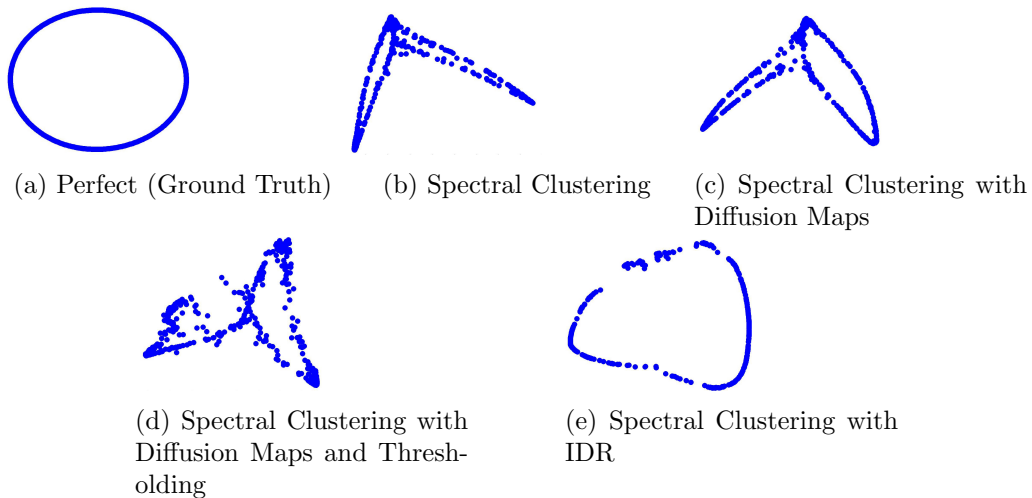 (a) Perfect (Ground Truth)
(b) Spectral Clustering
(c) Spectral Clustering with
Diffusion Maps
(d) Spectral Clustering with
Diffusion Maps and Thresh-
olding
(e) Spectral Clustering with
IDR